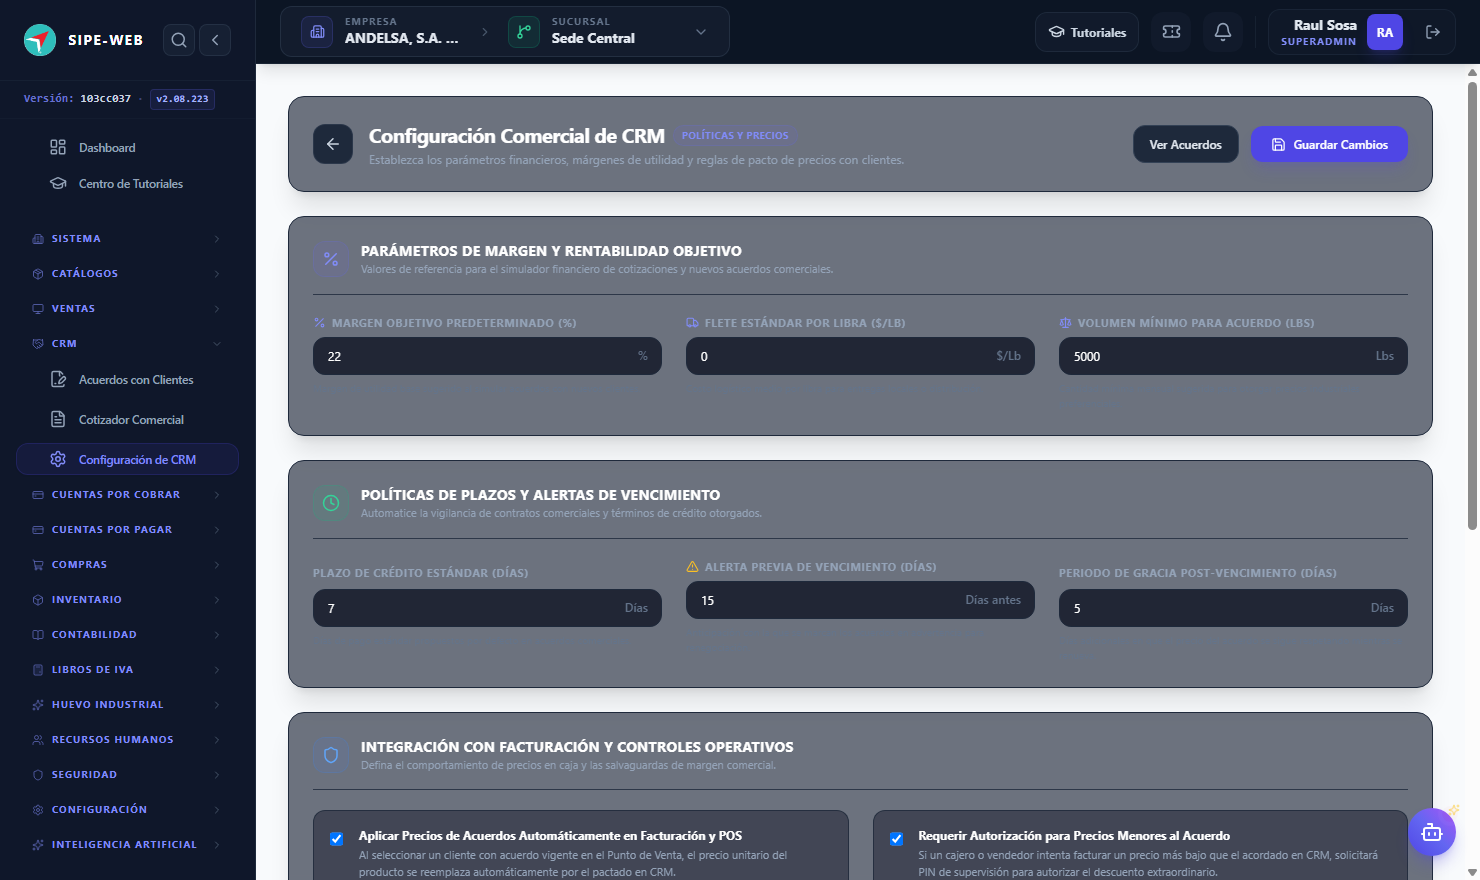 SIPE-WEB
EMPRESA
ANDELSA, S.A. ...
SUCURSAL
Sede Central
Tutoriales
Raul Sosa
SUPERADMIN
RA
Versión: 103cc037 · v2.08.223
Dashboard
Centro de Tutoriales
SISTEMA
CATÁLOGOS
VENTAS
CRM
Acuerdos con Clientes
Cotizador Comercial
Configuración de CRM
CUENTAS POR COBRAR
CUENTAS POR PAGAR
COMPRAS
INVENTARIO
CONTABILIDAD
LIBROS DE IVA
HUEVO INDUSTRIAL
RECURSOS HUMANOS
SEGURIDAD
CONFIGURACIÓN
INTELIGENCIA ARTIFICIAL
Configuración Comercial de CRM
POLÍTICAS Y PRECIOS
Establezca los parámetros financieros, márgenes de utilidad y reglas de pacto de precios con clientes.
Ver Acuerdos
Guardar Cambios
PARÁMETROS DE MARGEN Y RENTABILIDAD OBJETIVO
Valores de referencia para el simulador financiero de cotizaciones y nuevos acuerdos comerciales.
MARGEN OBJETIVO PREDETERMINADO (%)
22 %
FLETE ESTÁNDAR POR LIBRA ($/LB)
0 $/Lb
VOLUMEN MÍNIMO PARA ACUERDO (LBS)
5000 Lbs
POLÍTICAS DE PLAZOS Y ALERTAS DE VENCIMIENTO
Automatice la vigilancia de contratos comerciales y términos de crédito otorgados.
PLAZO DE CRÉDITO ESTÁNDAR (DÍAS)
7 Días
ALERTA PREVIA DE VENCIMIENTO (DÍAS)
15 Días antes
PERIODO DE GRACIA POST-VENCIMIENTO (DÍAS)
5 Días
INTEGRACIÓN CON FACTURACIÓN Y CONTROLES OPERATIVOS
Defina el comportamiento de precios en caja y las salvaguardas de margen comercial.
Aplicar Precios de Acuerdos Automáticamente en Facturación y POS
Al seleccionar un cliente con acuerdo vigente en el Punto de Venta, el precio unitario del
producto se reemplaza automáticamente por el pactado en CRM.
Requerir Autorización para Precios Menores al Acuerdo
Si un cajero o vendedor intenta facturar un precio más bajo que el acordado en CRM, solicitará
PIN de supervisión para autorizar el descuento extraordinario.